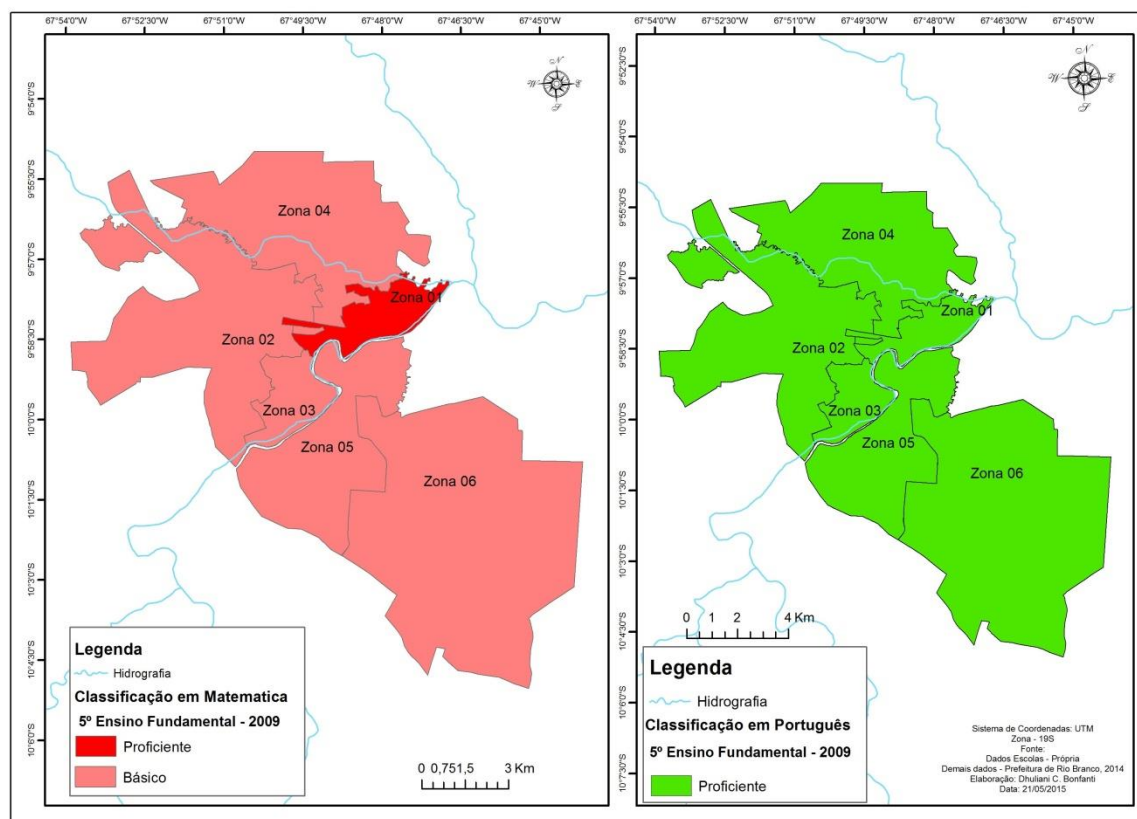 67°54'0"W 67°52'30"W 67°51'0"W 67°49'30"W 67°48'0"W 67°46'30"W 67°45'0"W
N
W E
S
9°54'0"S
9°55'30"S
9°57'0"S
9°58'30"S
10°0'0"S
10°1'30"S
10°3'0"S
10°4'30"S
10°6'0"S
Zona 04
Zona 01
Zona 02
Zona 03
Zona 05
Zona 06
Legenda
Hidrografia
Classificação em Matematica
5º Ensino Fundamental - 2009
Proficiente
Básico
0 0,751,5 3 Km
67°54'0"W 67°52'30"W 67°51'0"W 67°49'30"W 67°48'0"W 67°46'30"W 67°45'0"W
N
W E
S
9°52'30"S
9°54'0"S
9°55'30"S
9°57'0"S
9°58'30"S
10°0'0"S
10°1'30"S
10°3'0"S
10°4'30"S
10°6'0"S
10°7'30"S
Zona 04
Zona 01
Zona 02
Zona 03
Zona 05
Zona 06
0 1 2 4 Km
Legenda
Hidrografia
Classificação em Português
5º Ensino Fundamental - 2009
Proficiente
Sistema de Coordenadas: UTM
Zona - 19S
Fonte:
Dados Escolas - Própria
Demais dados - Prefeitura de Rio Branco, 2014
Elaboração: Dhuliani C. Bonfanti
Data: 21/05/2015